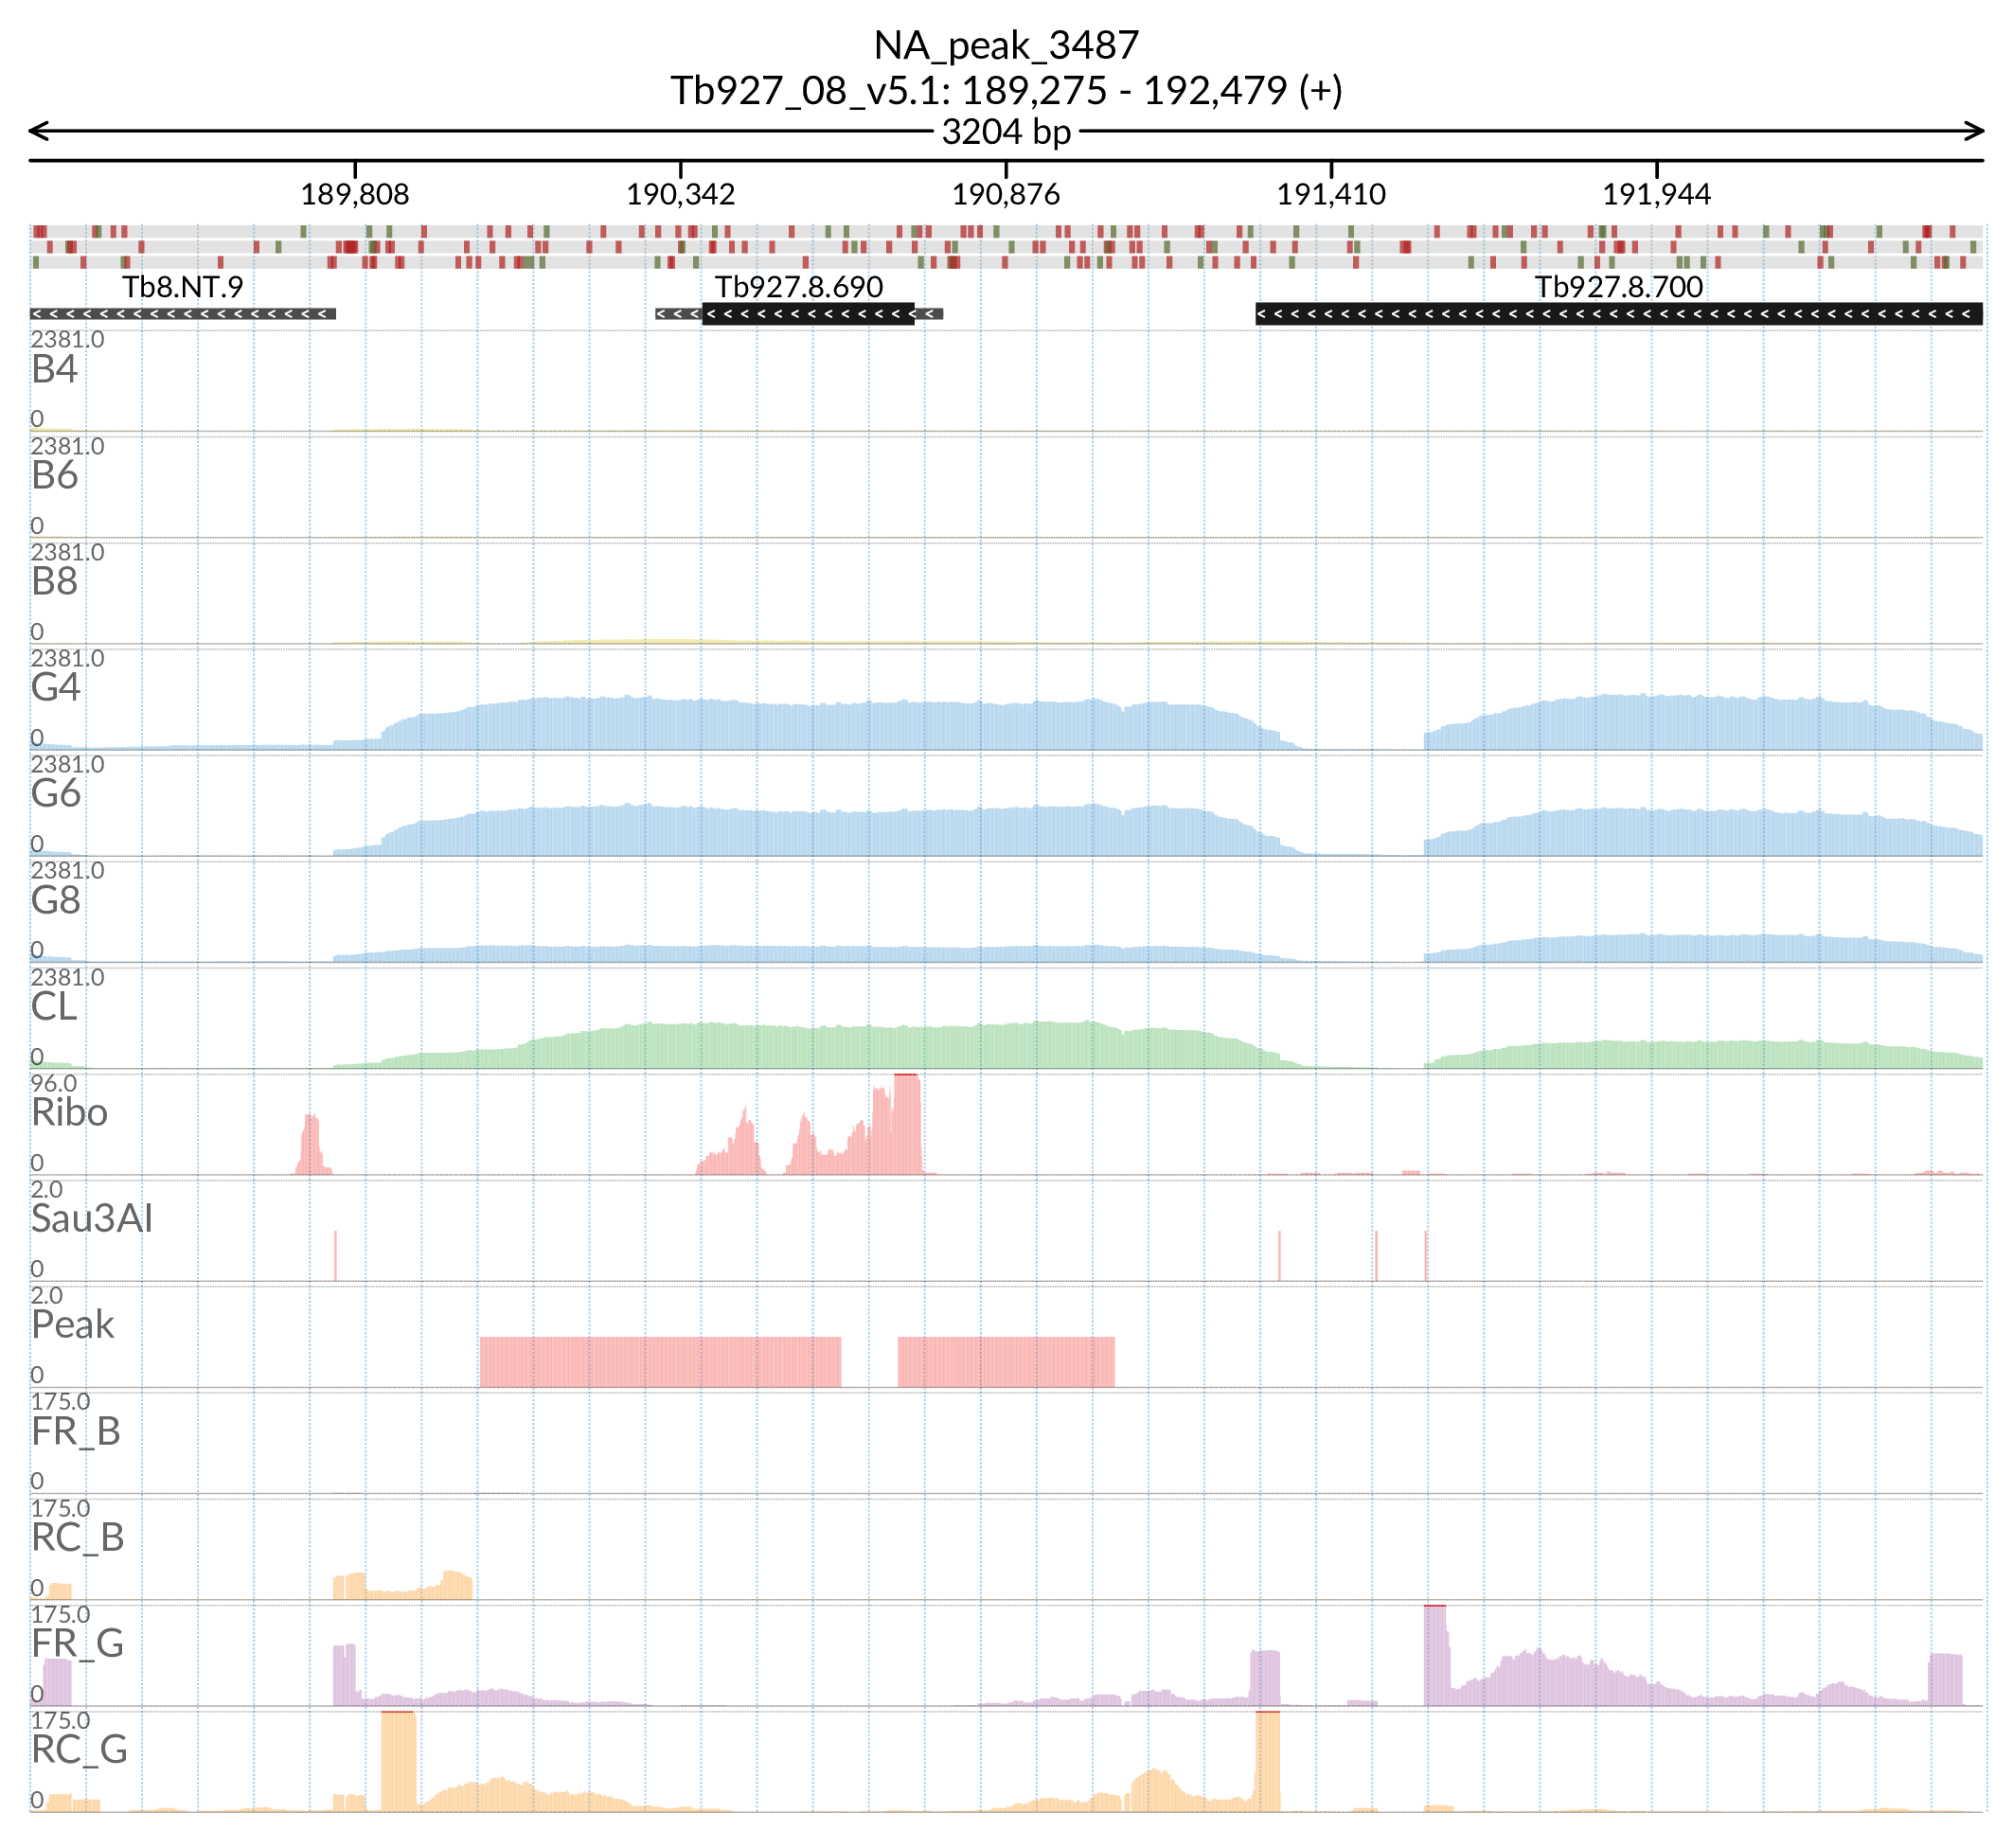 NA_peak_3487
Tb927_08_v5.1: 189,275 - 192,479 (+)
3204 bp
189,808 190,342 190,876 191,410 191,944
Tb8.NT.9 Tb927.8.690 Tb927.8.700
2381.0
B4
0
2381.0
B6
0
2381.0
B8
0
2381.0
G4
0
2381.0
G6
0
2381.0
G8
0
2381.0
CL
0
96.0
Ribo
0
2.0
Sau3AI
0
2.0
Peak
0
175.0
FR_B
0
175.0
RC_B
0
175.0
FR_G
0
175.0
RC_G
0